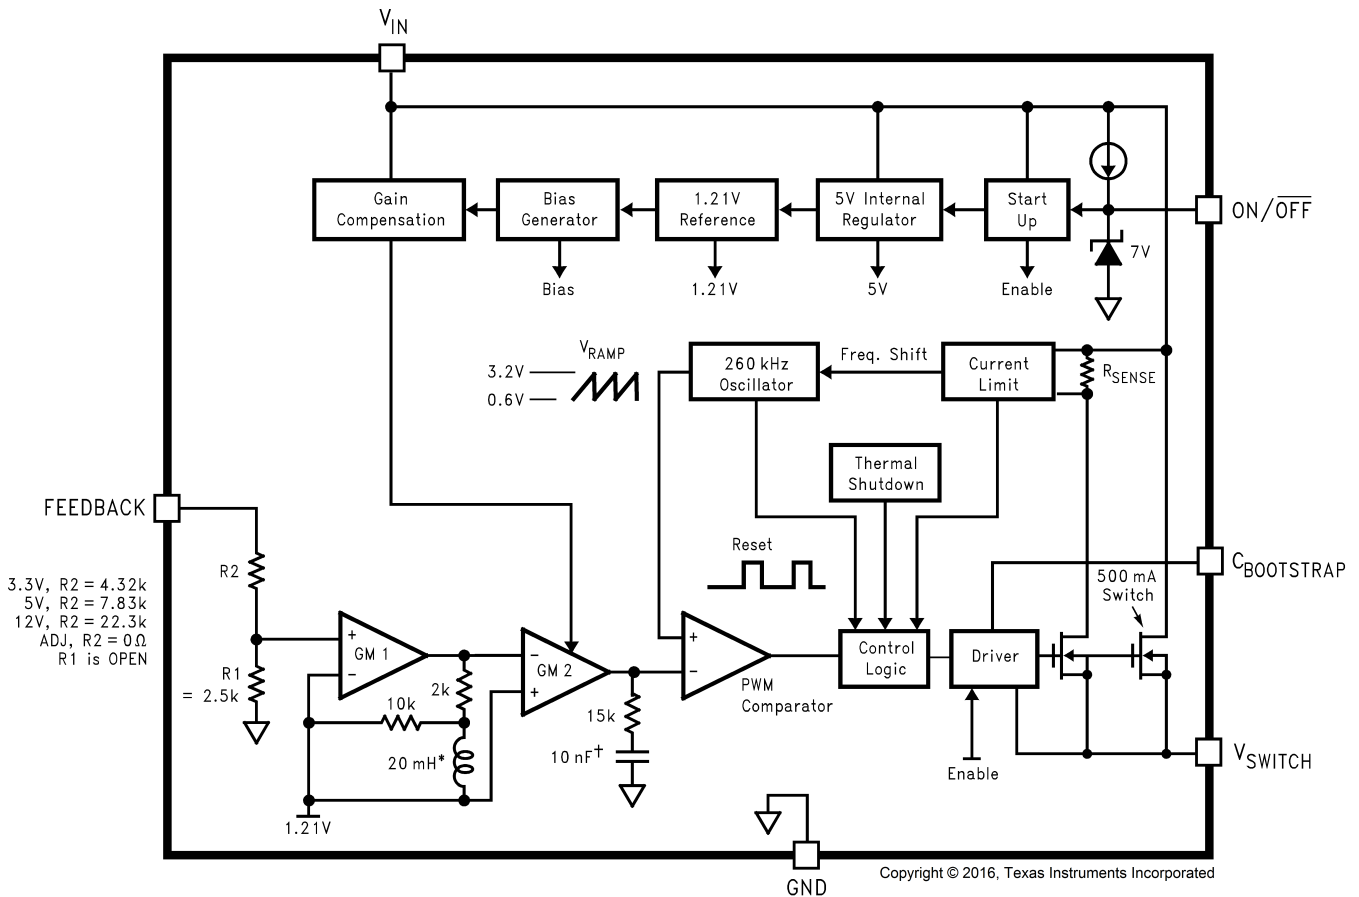 VIN
Gain
Compensation
Bias
Generator
1.21V
Reference
5V Internal
Regulator
Start
Up
ON/OFF
7V
Bias
1.21V
5V
Enable
VRAMP
3.2V
0.6V
260 kHz
Oscillator
Freq. Shift
Current
Limit
RSENSE
Thermal
Shutdown
FEEDBACK
Reset
CBOOTSTRAP
500 mA
Switch
R2
3.3V, R2 = 4.32k
5V, R2 = 7.83k
12V, R2 = 22.3k
ADJ, R2 = 0Ω
R1 is OPEN
R1
= 2.5k
+
GM 1
−
−
GM 2
+
+
−
PWM
Comparator
Control
Logic
Driver
2k
10k
20 mH*
15k
10 nF†
1.21V
Enable
VSWITCH
GND
Copyright © 2016, Texas Instruments Incorporated